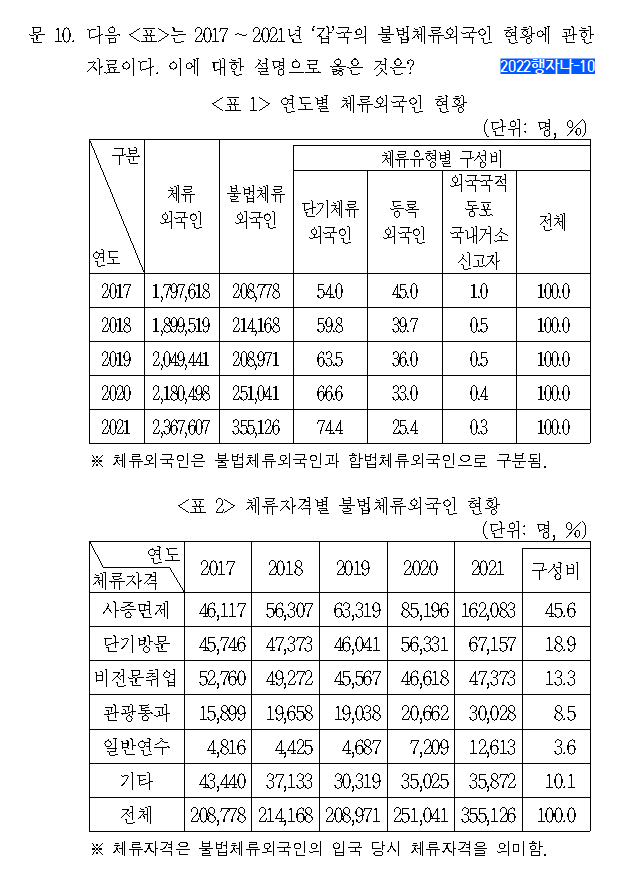 문 10. 다음 <표>는 2017 ~ 2021년 ‘갑’국의 불법체류외국인 현황에 관한
자료이다. 이에 대한 설명으로 옳은 것은? 2022행자나-10
<표 1> 연도별 체류외국인 현황
(단위: 명, %)
구분 연도 체류 외국인 불법체류 외국인 체류유형별 구성비
단기체류 외국인 등록 외국인 외국국적 동포 국내거소 신고자 전체
2017 1,797,618 208,778 54.0 45.0 1.0 100.0
2018 1,899,519 214,168 59.8 39.7 0.5 100.0
2019 2,049,441 208,971 63.5 36.0 0.5 100.0
2020 2,180,498 251,041 66.6 33.0 0.4 100.0
2021 2,367,607 355,126 74.4 25.4 0.3 100.0
※ 체류외국인은 불법체류외국인과 합법체류외국인으로 구분됨.
<표 2> 체류자격별 불법체류외국인 현황
(단위: 명, %)
연도 체류자격 2017 2018 2019 2020 2021 구성비
사증면제 46,117 56,307 63,319 85,196 162,083 45.6
단기방문 45,746 47,373 46,041 56,331 67,157 18.9
비전문취업 52,760 49,272 45,567 46,618 47,373 13.3
관광통과 15,899 19,658 19,038 20,662 30,028 8.5
일반연수 4,816 4,425 4,687 7,209 12,613 3.6
기타 43,440 37,133 30,319 35,025 35,872 10.1
전체 208,778 214,168 208,971 251,041 355,126 100.0
※ 체류자격은 불법체류외국인의 입국 당시 체류자격을 의미함.